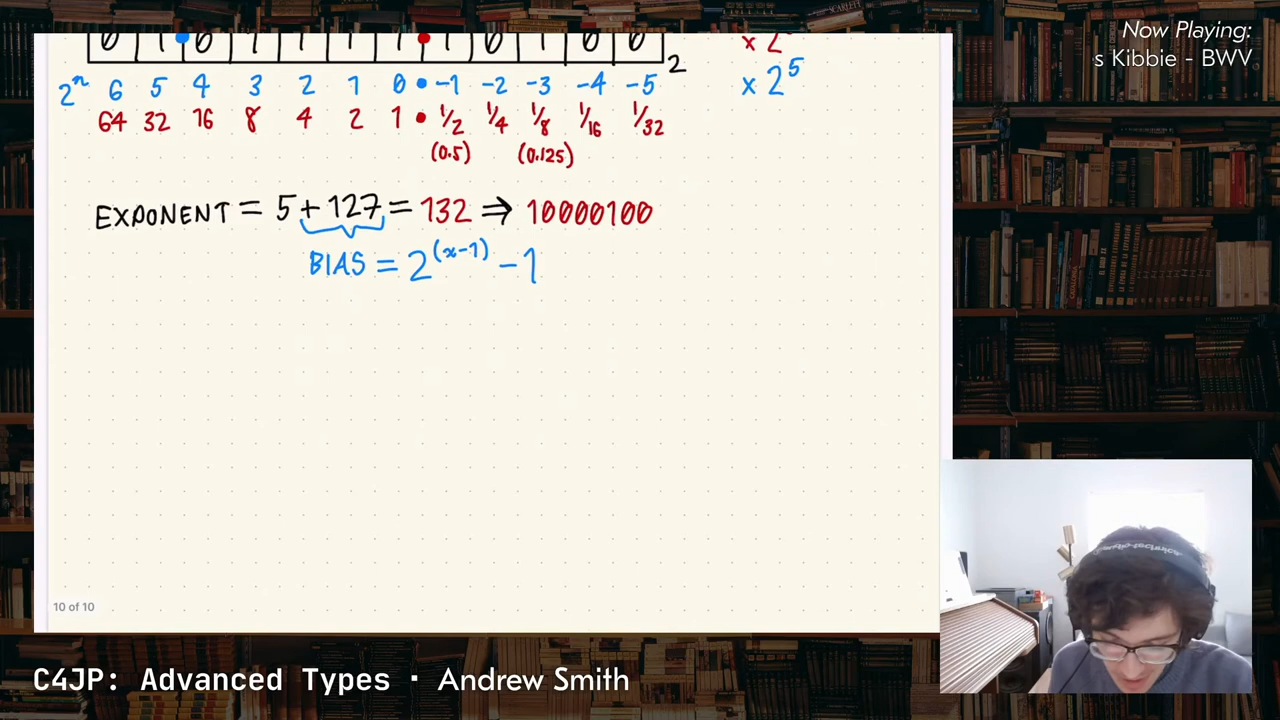 Now Playing:
s Kibbie - BWV
0 1 0 1 1 1 1 1 0 1 0 0 2
x 2
2ⁿ 6 5 4 3 2 1 0 • -1 -2 -3 -4 -5
x 2⁵
64 32 16 8 4 2 1 • 1/2 1/4 1/8 1/16 1/32
(0.5) (0.125)
EXPONENT = 5 + 127 = 132 ⇒ 10000100
BIAS = 2^(x-1) - 1
10 of 10
C4JP: Advanced Types · Andrew Smith